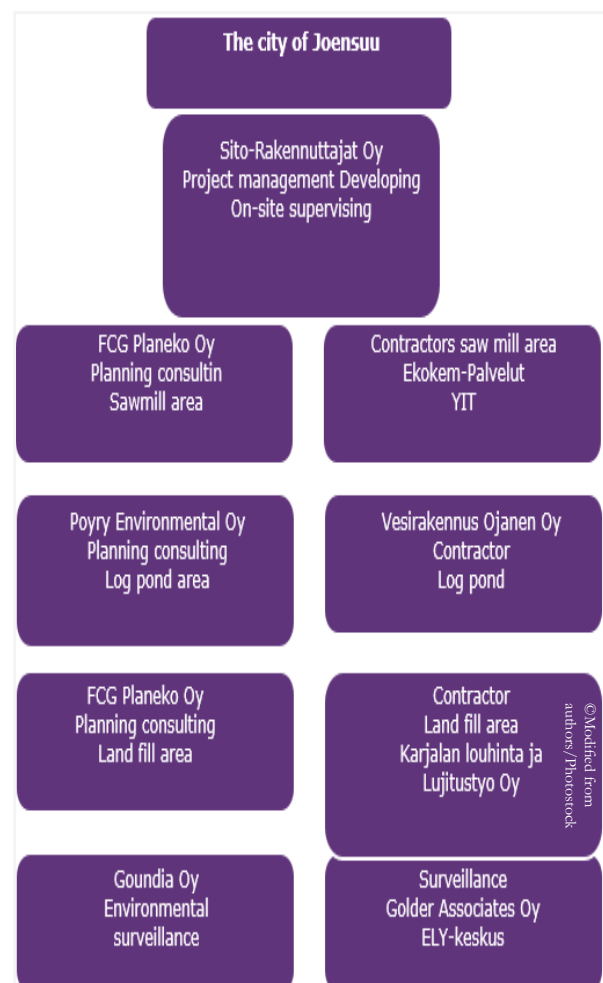 The city of Joensuu
Sito-Rakennuttajat Oy
Project management Developing
On-site supervising
FCG Planeko Oy
Planning consultin
Sawmill area
Contractors saw mill area
Ekokem-Palvelut
YIT
Poyry Environmental Oy
Planning consulting
Log pond area
Vesirakennus Ojanen Oy
Contractor
Log pond
FCG Planeko Oy
Planning consulting
Land fill area
Contractor
Land fill area
Karjalan louhinta ja
Lujitustyo Oy
©Modified from
authors/Photostock
Goundia Oy
Environmental
surveillance
Surveillance
Golder Associates Oy
ELY-keskus